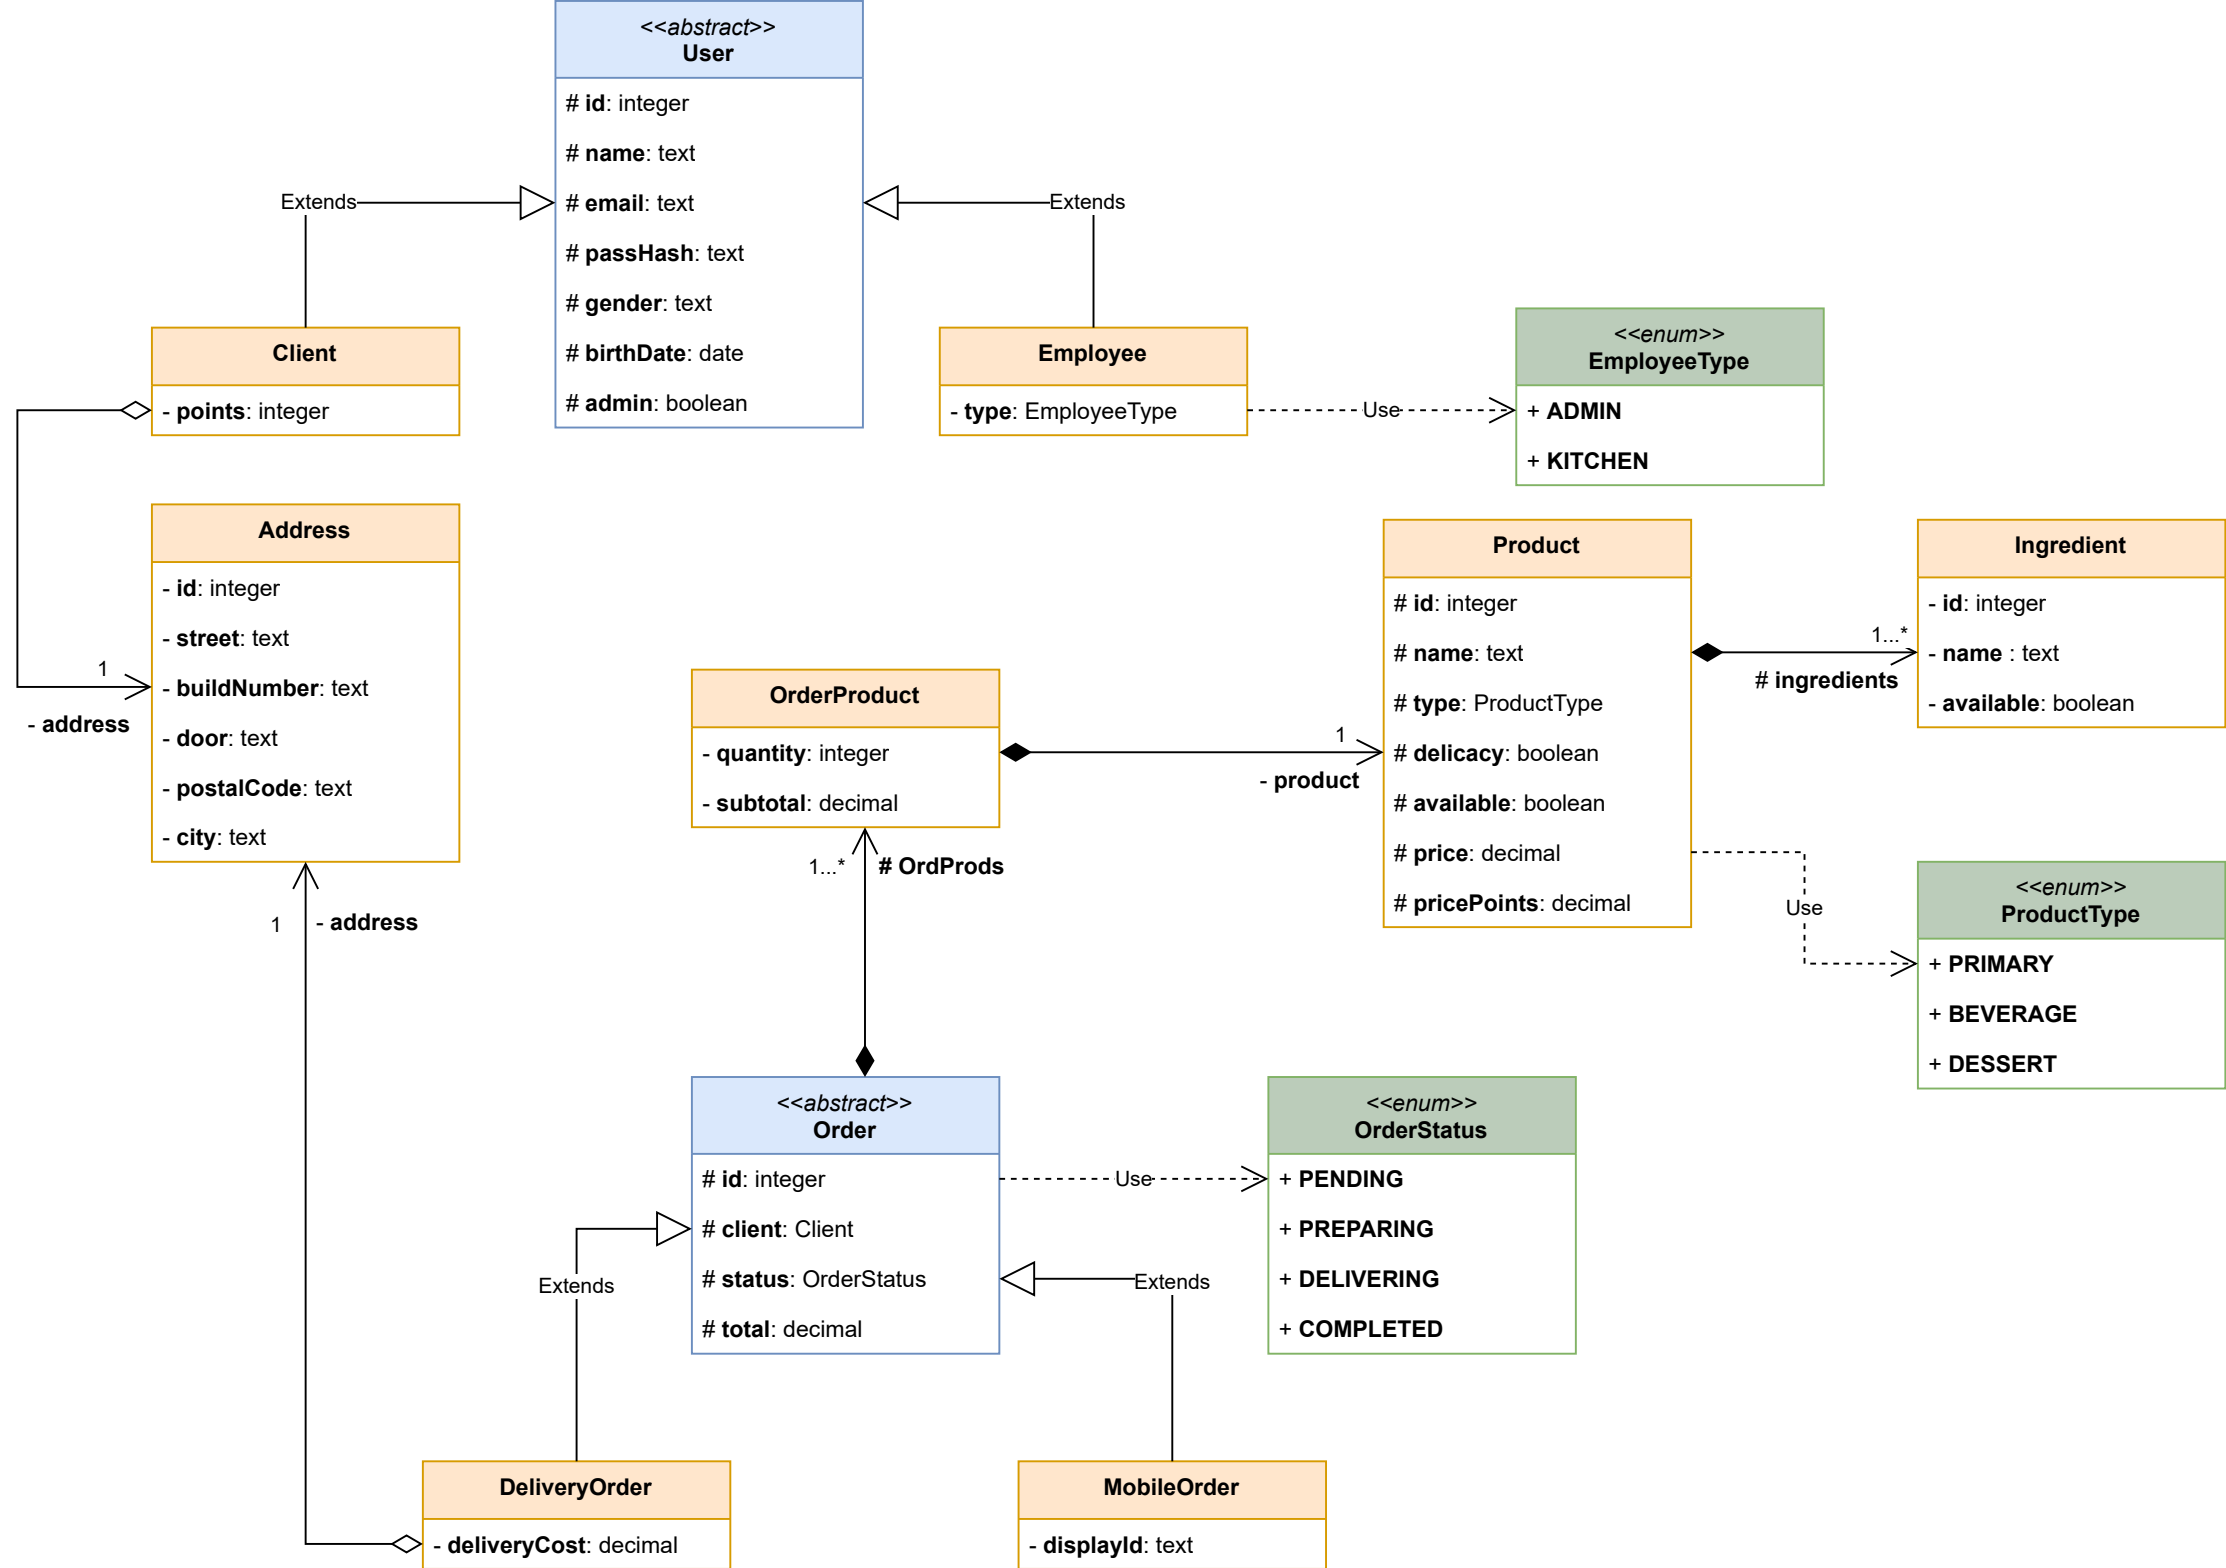 <<abstract>>
User
# id: integer
# name: text
# email: text
# passHash: text
# gender: text
# birthDate: date
# admin: boolean
Extends
Extends
Client
- points: integer
Employee
- type: EmployeeType
Use
<<enum>>
EmployeeType
+ ADMIN
+ KITCHEN
Address
- id: integer
- street: text
- buildNumber: text
- door: text
- postalCode: text
- city: text
1
- address
1
- address
OrderProduct
- quantity: integer
- subtotal: decimal
1
- product
1...*
# OrdProds
Product
# id: integer
# name: text
# type: ProductType
# delicacy: boolean
# available: boolean
# price: decimal
# pricePoints: decimal
1...*
# ingredients
Ingredient
- id: integer
- name : text
- available: boolean
Use
<<enum>>
ProductType
+ PRIMARY
+ BEVERAGE
+ DESSERT
<<abstract>>
Order
# id: integer
# client: Client
# status: OrderStatus
# total: decimal
Use
<<enum>>
OrderStatus
+ PENDING
+ PREPARING
+ DELIVERING
+ COMPLETED
Extends
Extends
DeliveryOrder
- deliveryCost: decimal
MobileOrder
- displayId: text